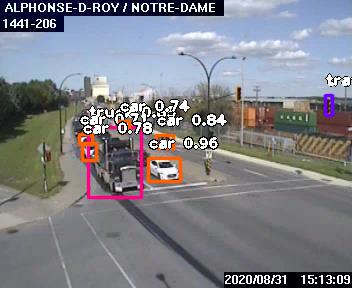 ALPHONSE-D-ROY / NOTRE-DAME
1441-206
car 0.74
car 0.84
car 0.78
car 0.96
2020/08/31 15:13:09